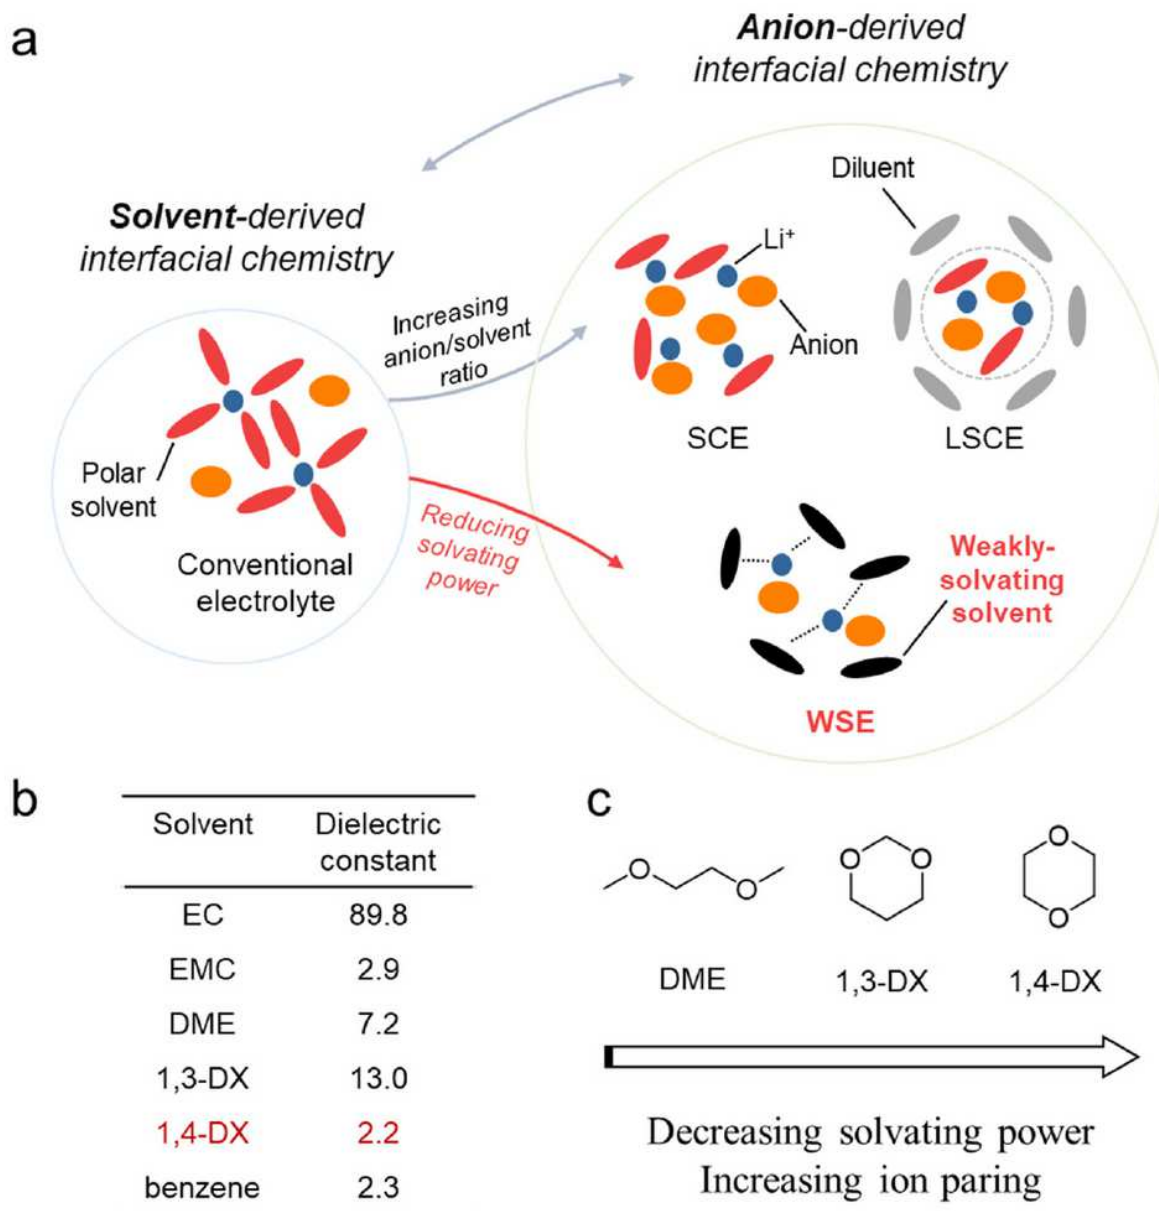 a
Anion-derived
interfacial chemistry
Solvent-derived
interfacial chemistry
Diluent
Li⁺
Increasing
anion/solvent
ratio
Anion
SCE
LSCE
Polar
solvent
Conventional
electrolyte
Reducing
solvating
power
Weakly-
solvating
solvent
WSE
b
Solvent Dielectric
constant
EC 89.8
EMC 2.9
DME 7.2
1,3-DX 13.0
1,4-DX 2.2
benzene 2.3
c
O O O O O O
DME 1,3-DX 1,4-DX
Decreasing solvating power
Increasing ion paring